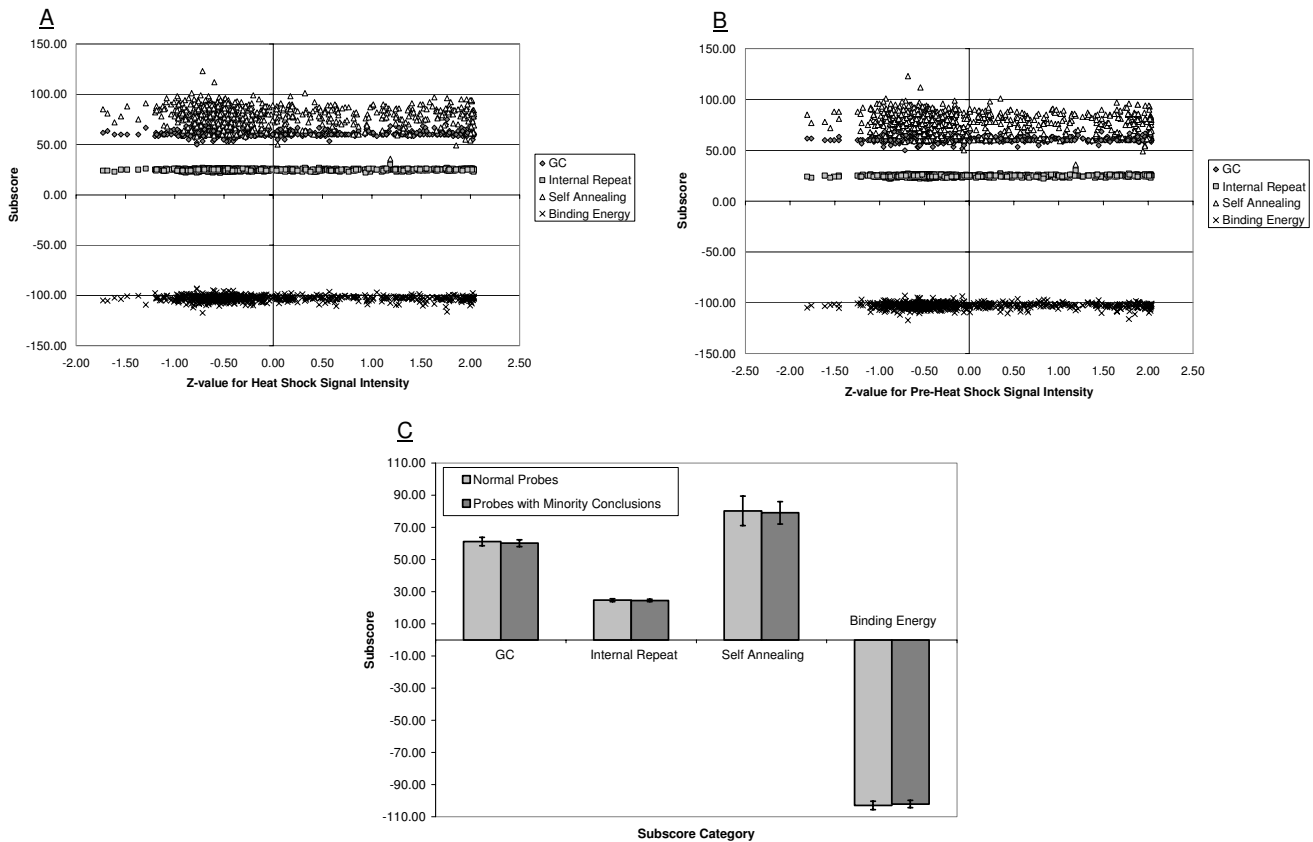 A
150.00
100.00
50.00
0.00
-50.00
-100.00
-150.00
-2.00 -1.50 -1.00 -0.50 0.00 0.50 1.00 1.50 2.00 2.50
Subscore
Z-value for Heat Shock Signal Intensity
GC
Internal Repeat
Self Annealing
Binding Energy
B
150.00
100.00
50.00
0.00
-50.00
-100.00
-150.00
-2.50 -2.00 -1.50 -1.00 -0.50 0.00 0.50 1.00 1.50 2.00 2.50
Subscore
Z-value for Pre-Heat Shock Signal Intensity
GC
Internal Repeat
Self Annealing
Binding Energy
C
110.00
90.00
70.00
50.00
30.00
10.00
-10.00
-30.00
-50.00
-70.00
-90.00
-110.00
Subscore
Normal Probes
Probes with Minority Conclusions
GC
Internal Repeat
Self Annealing
Binding Energy
Subscore Category